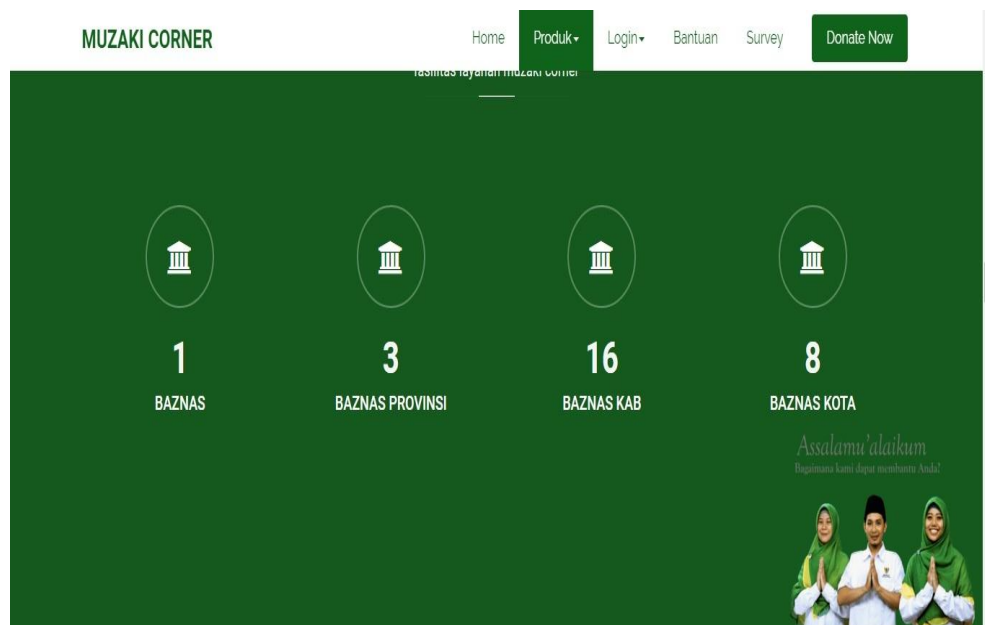 MUZAKI CORNER
Home
Produk
Login
Bantuan
Survey
Donate Now
fasilitas layanan muzaki corner
1
BAZNAS
3
BAZNAS PROVINSI
16
BAZNAS KAB
8
BAZNAS KOTA
Assalamu'alaikum
Bagaimana kami dapat membantu Anda?